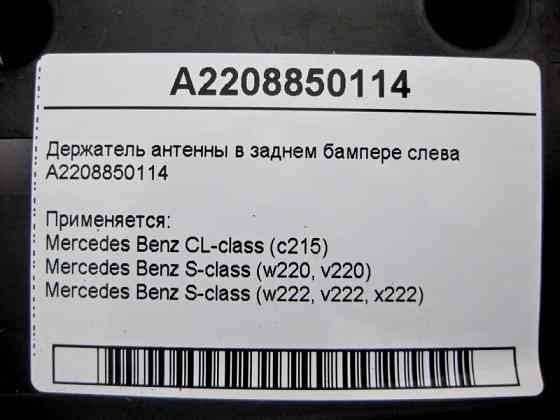 A2208850114
Держатель антенны в заднем бампере слева
A2208850114
Применяется:
Mercedes Benz CL-class (c215)
Mercedes Benz S-class (w220, v220)
Mercedes Benz S-class (w222, v222, x222)